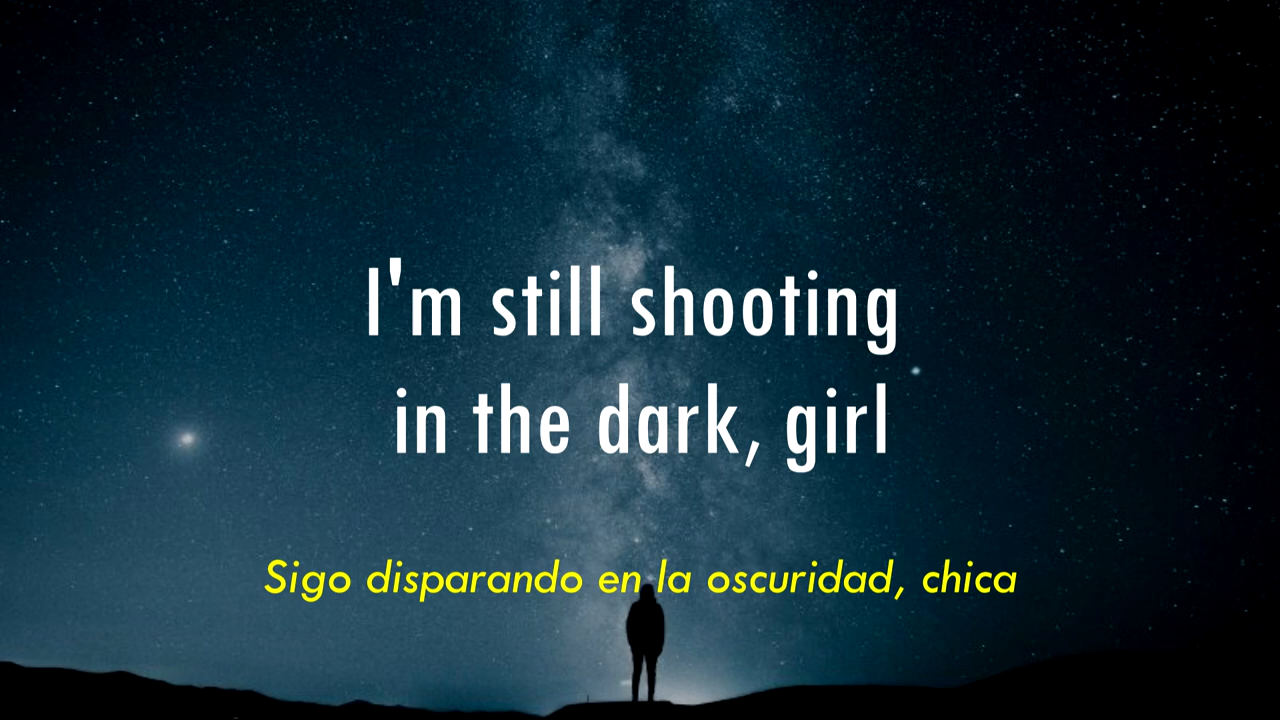 I'm still shooting
in the dark, girl
Sigo disparando en la oscuridad, chica